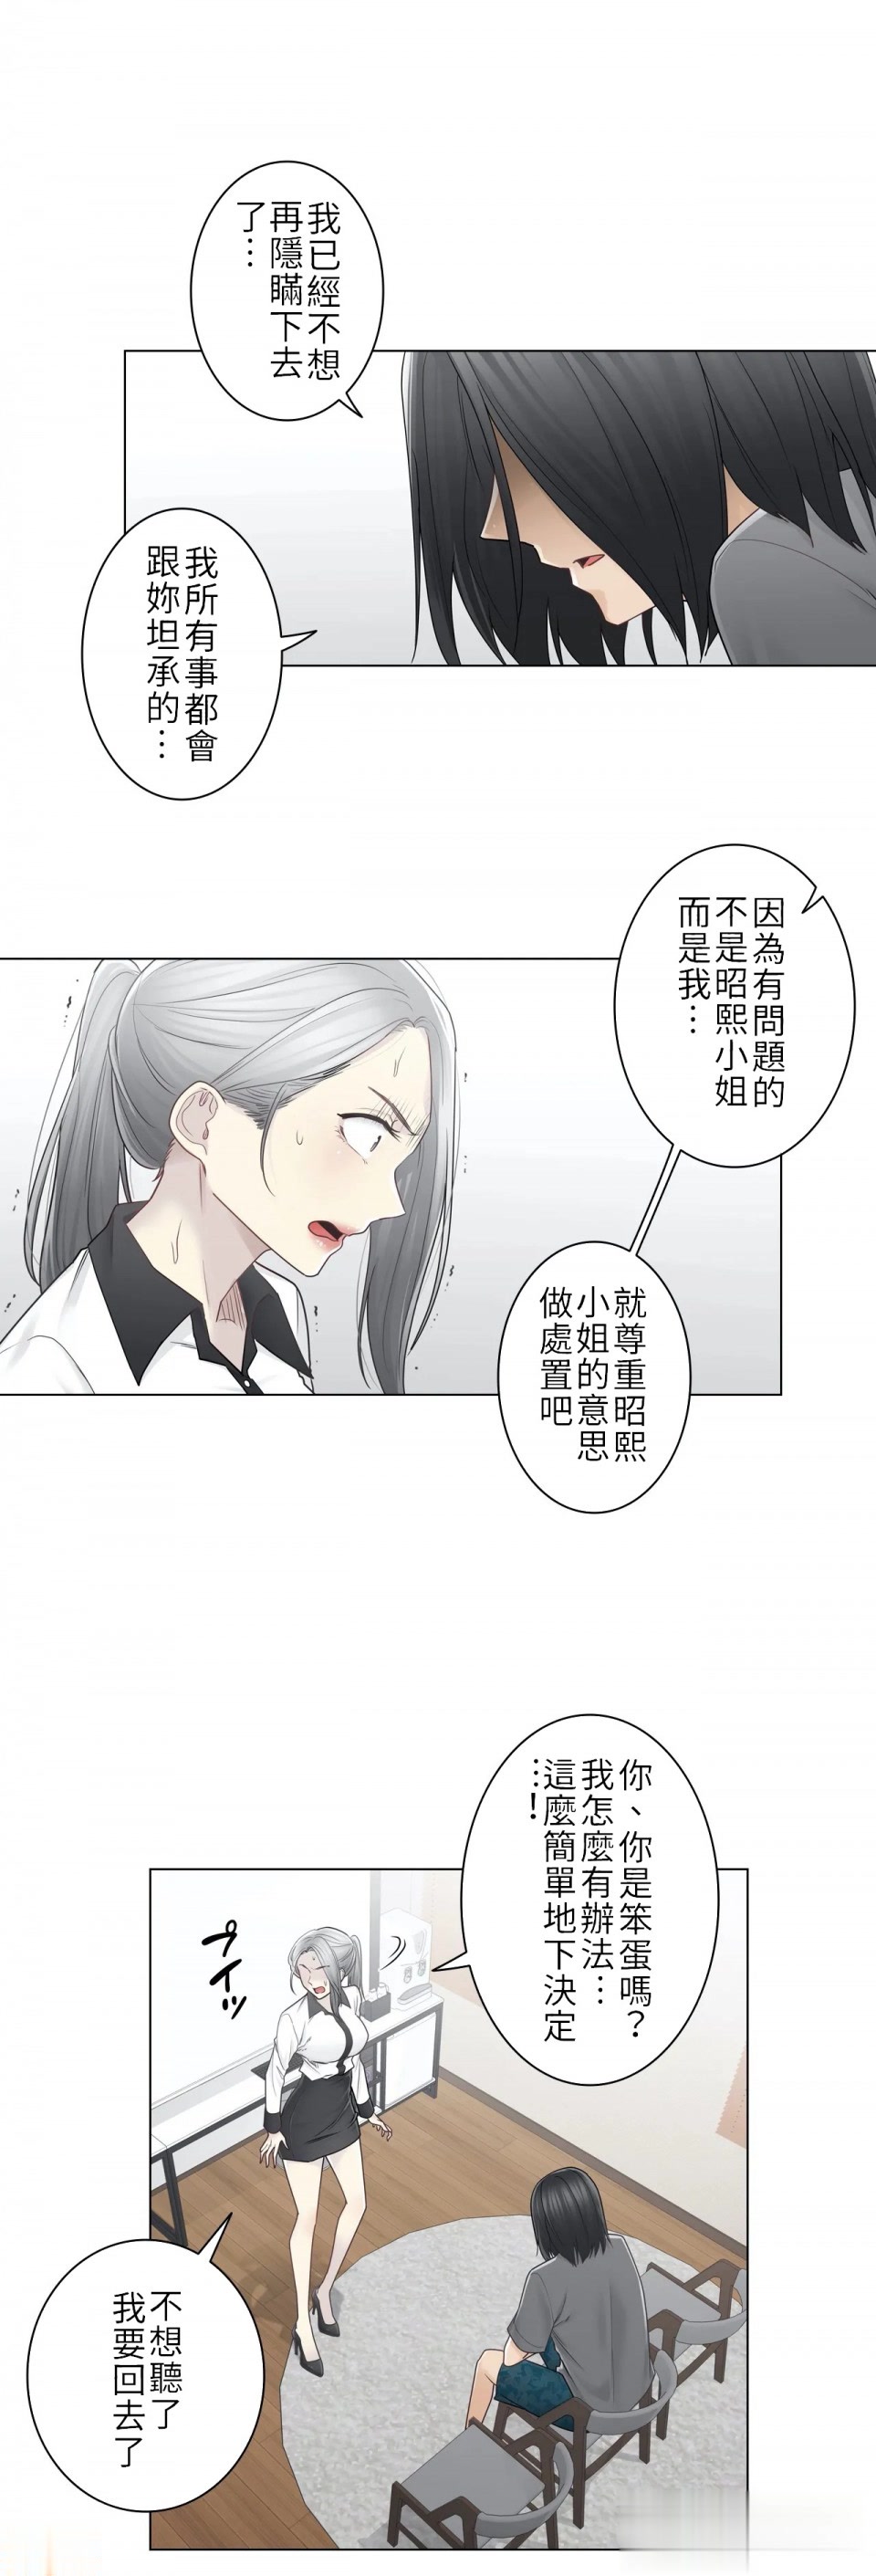 我已經不想
再隱瞞下去
了…
我所有事都會
跟妳坦承的…
因為有問題的
不是昭熙小姐
而是我…
就尊重昭熙
小姐的意思
做處置吧
你、你是笨蛋嗎？
我怎麼有辦法…
這麼簡單地下決定
…！
プイッ
不想聽了
我要回去了